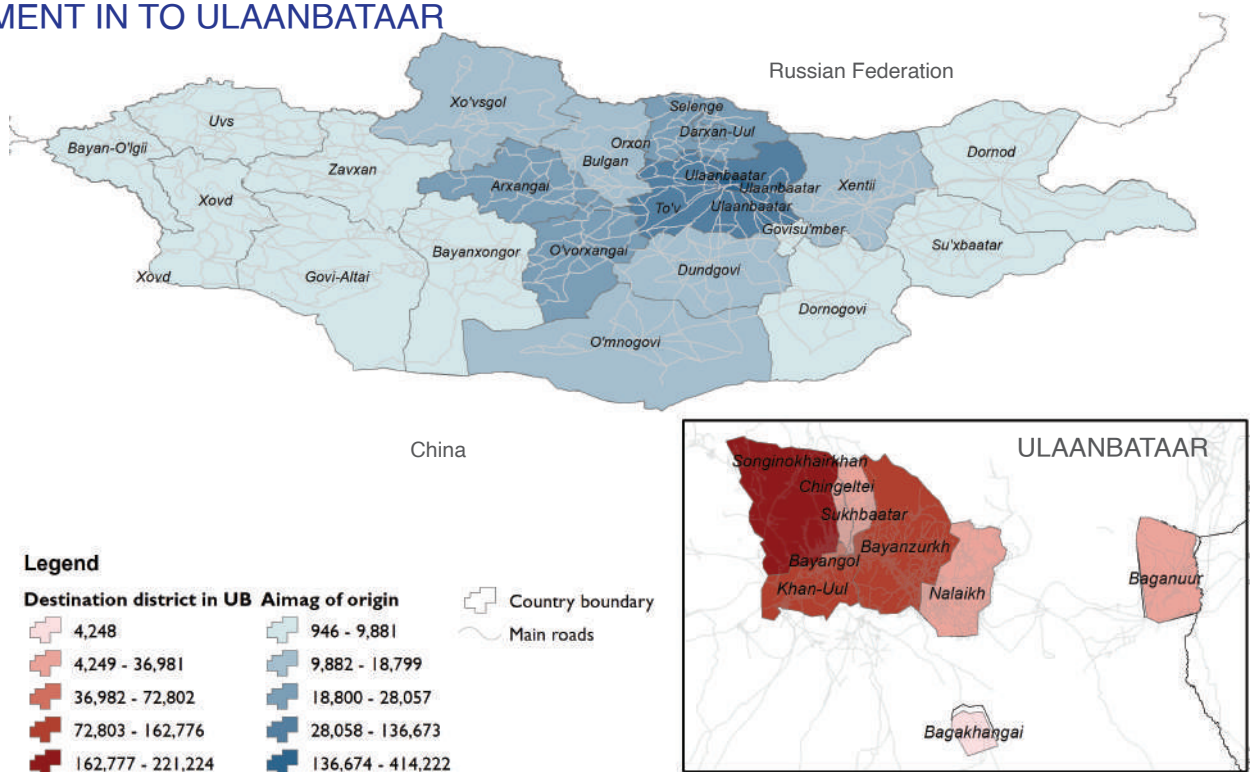 MENT IN TO ULAANBATAAR
Russian Federation
Xo'vsgol
Selenge
Uvs
Darxan-Uul
Orxon
Bayan-O'lgii
Bulgan
Dornod
Zavxan
Ulaanbaatar
Arxangai
Ulaanbaatar
Xentii
Xovd
To'v
Ulaanbaatar
Govisu'mber
O'vorxangai
Su'xbaatar
Bayanxongor
Dundgovi
Xovd
Govi-Altai
Dornogovi
O'mnogovi
China
ULAANBATAAR
Songinokhairkhan
Chingeltei
Sukhbaatar
Bayanzurkh
Bayangol
Khan-Uul
Nalaikh
Baganuur
Bagakhangai
Legend
Destination district in UB
4,248
4,249 - 36,981
36,982 - 72,802
72,803 - 162,776
162,777 - 221,224
Aimag of origin
946 - 9,881
9,882 - 18,799
18,800 - 28,057
28,058 - 136,673
136,674 - 414,222
Country boundary
Main roads